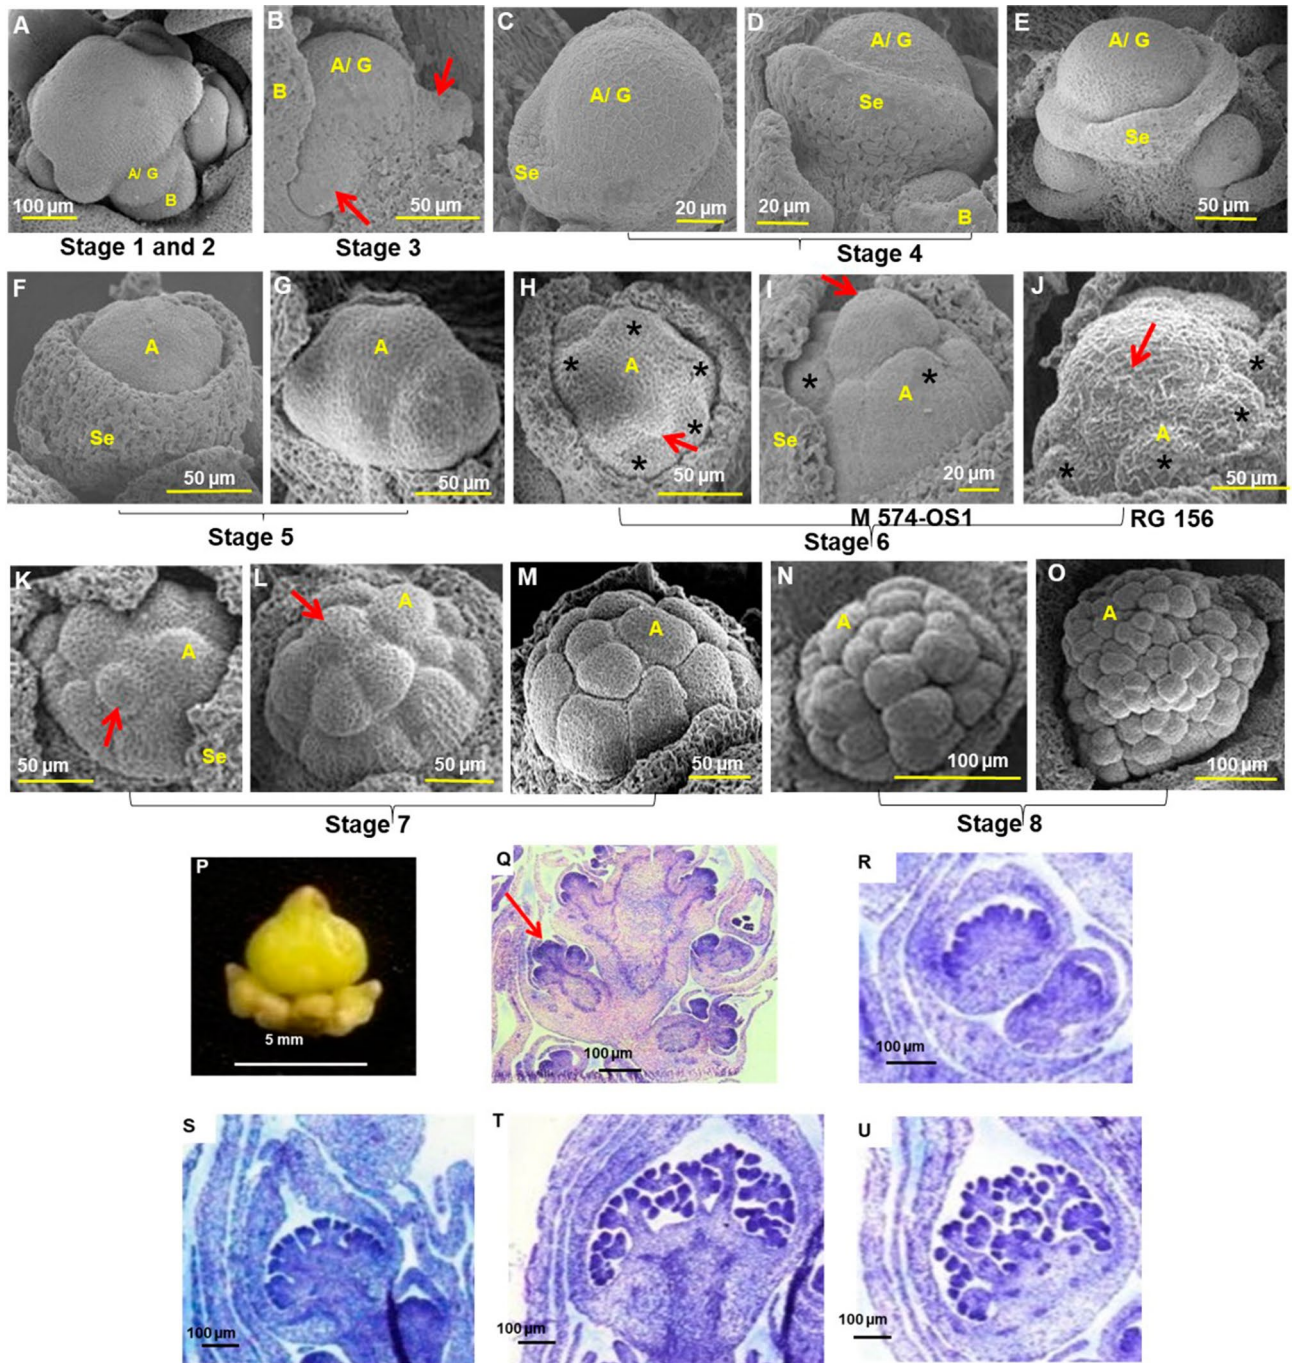 A
A/ G
B
100 µm
B
A/ G
B
50 µm
C
A/ G
Se
20 µm
D
A/ G
Se
20 µm
B
E
A/ G
Se
50 µm
Stage 1 and 2
Stage 3
Stage 4
F
A
Se
50 µm
G
A
50 µm
H
*
*
A
*
*
*
50 µm
I
*
*
A
Se
20 µm
J
*
*
A
*
*
50 µm
M 574-OS1
RG 156
Stage 5
Stage 6
K
A
Se
50 µm
L
A
50 µm
M
A
50 µm
N
A
100 µm
O
A
100 µm
Stage 7
Stage 8
P
5 mm
Q
100 µm
R
100 µm
S
100 µm
T
100 µm
U
100 µm